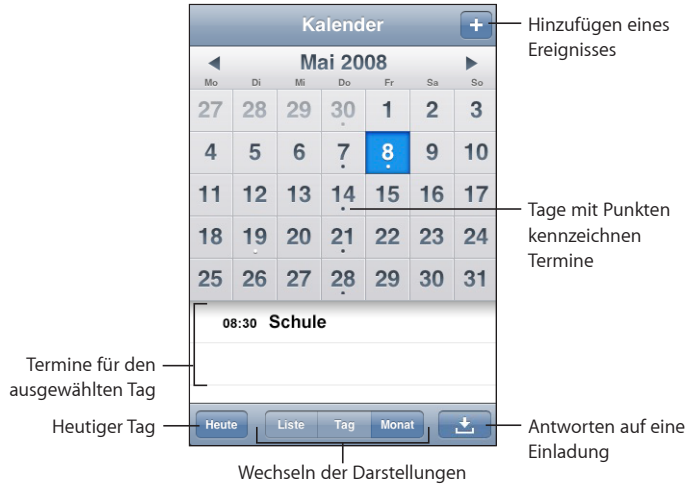 Kalender
+
Hinzufügen eines
Ereignisses
Mai 2008
Mo Di Mi Do Fr Sa So
27 28 29 30 1 2 3
4 5 6 7 8 9 10
11 12 13 14 15 16 17
Tage mit Punkten
kennzeichnen
Termine
18 19 20 21 22 23 24
25 26 27 28 29 30 31
08:30 Schule
Termine für den
ausgewählten Tag
Heutiger Tag
Heute Liste Tag Monat
Antworten auf eine
Einladung
Wechseln der Darstellungen